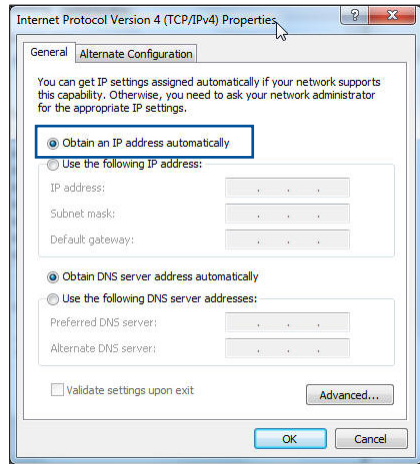 Internet Protocol Version 4 (TCP/IPv4) Properties
General Alternate Configuration
You can get IP settings assigned automatically if your network supports
this capability. Otherwise, you need to ask your network administrator
for the appropriate IP settings.
Obtain an IP address automatically
Use the following IP address:
IP address:
Subnet mask:
Default gateway:
Obtain DNS server address automatically
Use the following DNS server addresses:
Preferred DNS server:
Alternate DNS server:
Validate settings upon exit
Advanced...
OK Cancel